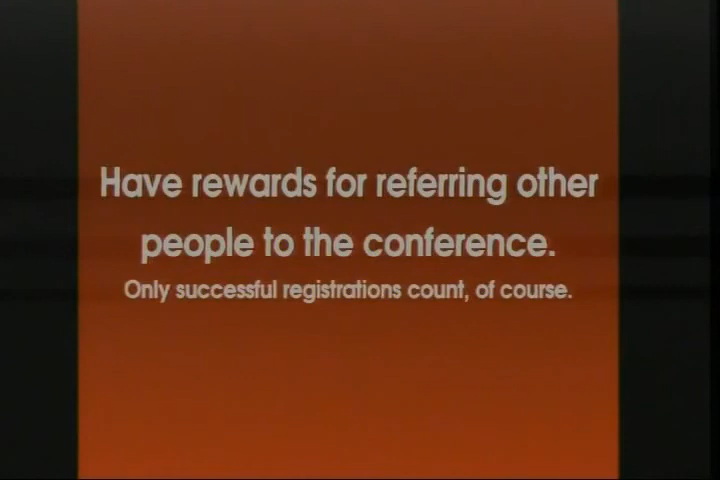 Have rewards for referring other
people to the conference.
Only successful registrations count, of course.